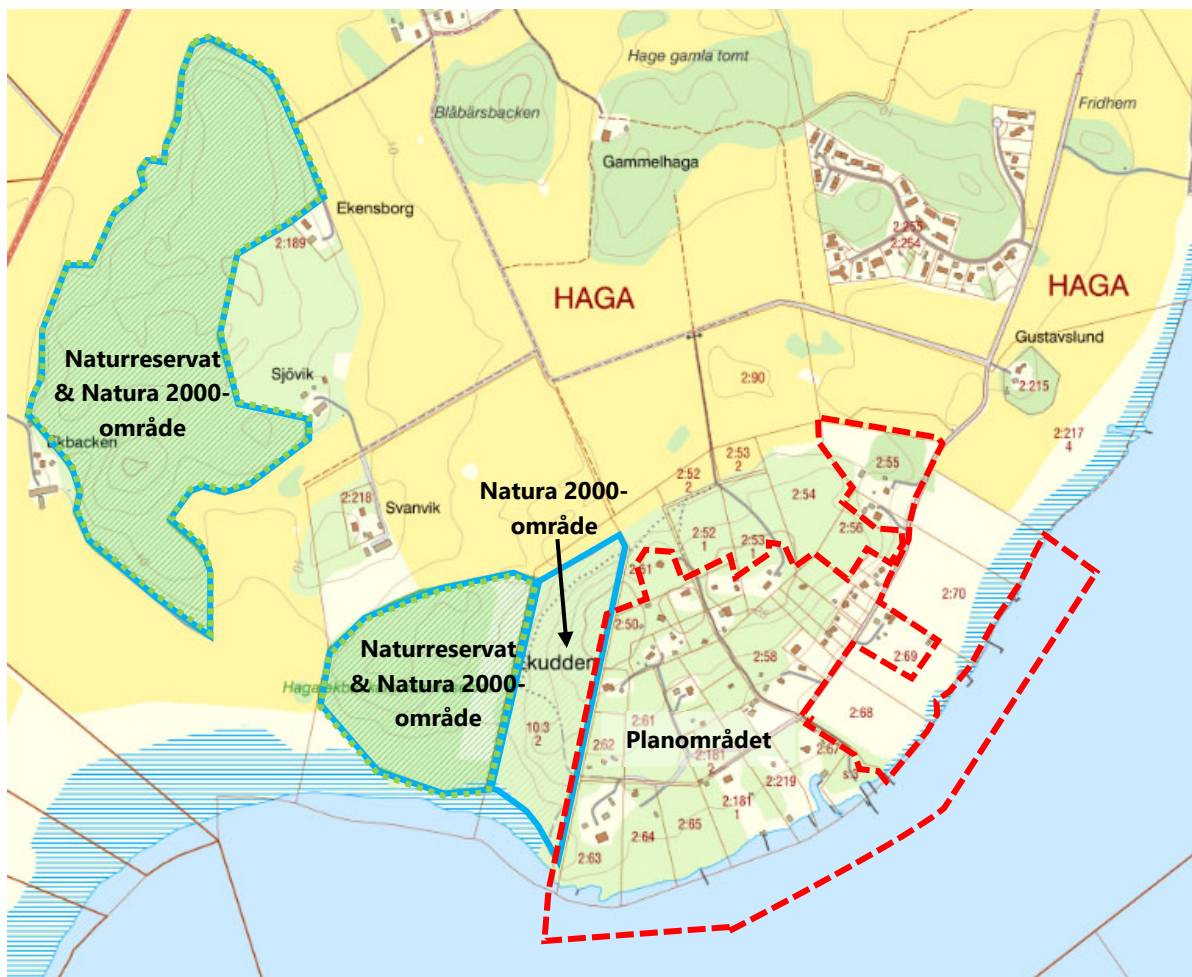 Hage gamla tomt
Blåbärsbacken
Fridhem
Gammelhaga
Ekensborg
2:189
2:255
2:254
HAGA
HAGA
Gustavslund
2:215
Naturreservat
& Natura 2000-
område
Sjövik
2:90
Ekbacken
2:217
4
2:53
2
2:52
2
2:55
2:218
Svanvik
Natura 2000-
område
2:54
2:56
2:52
1
2:53
1
2:61
2:70
2:50
Naturreservat
& Natura 2000-
område
Ekudden
2:58
2:69
10:3
2
2:61
2:68
2:62
Planområdet
2:67
2:181
2
s:3
2:219
2:181
1
2:65
2:64
2:63